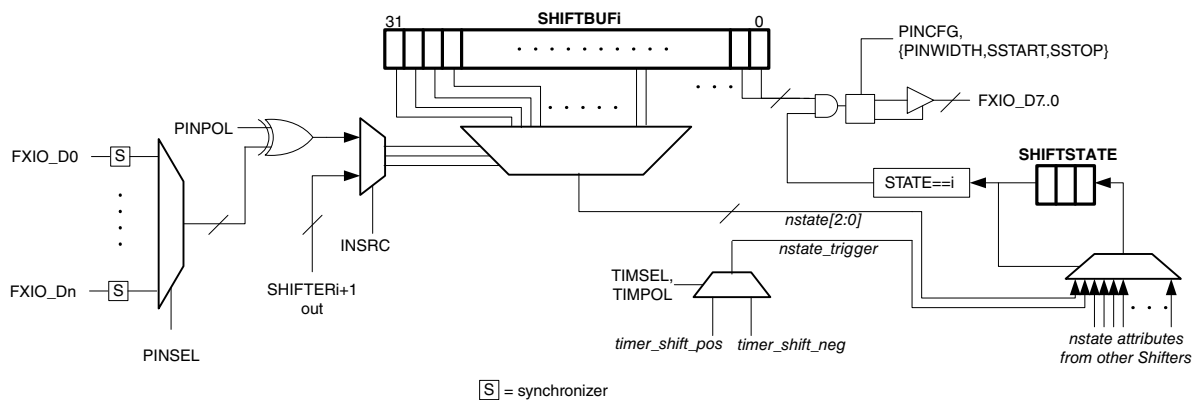 31 SHIFTBUFi 0
PINCFG,
{PINWIDTH,SSTART,SSTOP}
FXIO_D7..0
PINPOL
FXIO_D0
S
INSRC
SHIFTERi+1
out
FXIO_Dn
S
PINSEL
SHIFTSTATE
STATE==i
nstate[2:0]
nstate_trigger
TIMSEL,
TIMPOL
timer_shift_pos
timer_shift_neg
nstate attributes
from other Shifters
S = synchronizer